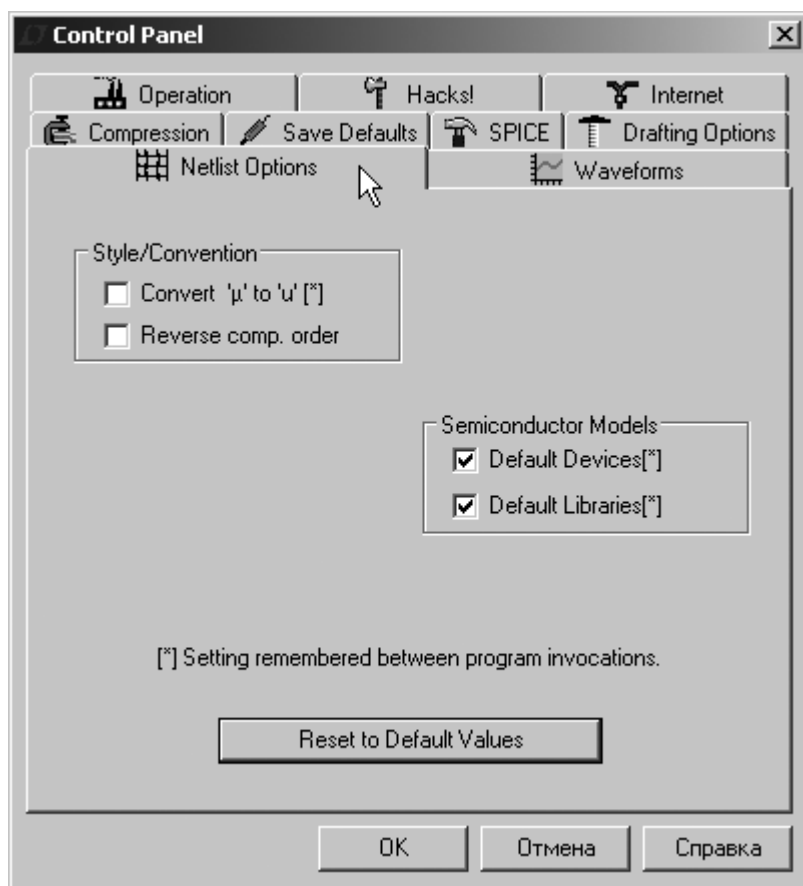 Control Panel
Operation Hacks! Internet
Compression Save Defaults SPICE Drafting Options
Netlist Options Waveforms
Style/Convention
Convert 'µ' to 'u' [*]
Reverse comp. order
Semiconductor Models
Default Devices[*]
Default Libraries[*]
[*] Setting remembered between program invocations.
Reset to Default Values
OK Отмена Справка